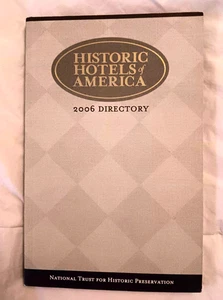 HISTORIC
HOTELS of
AMERICA
2006 DIRECTORY
NATIONAL TRUST FOR HISTORIC PRESERVATION